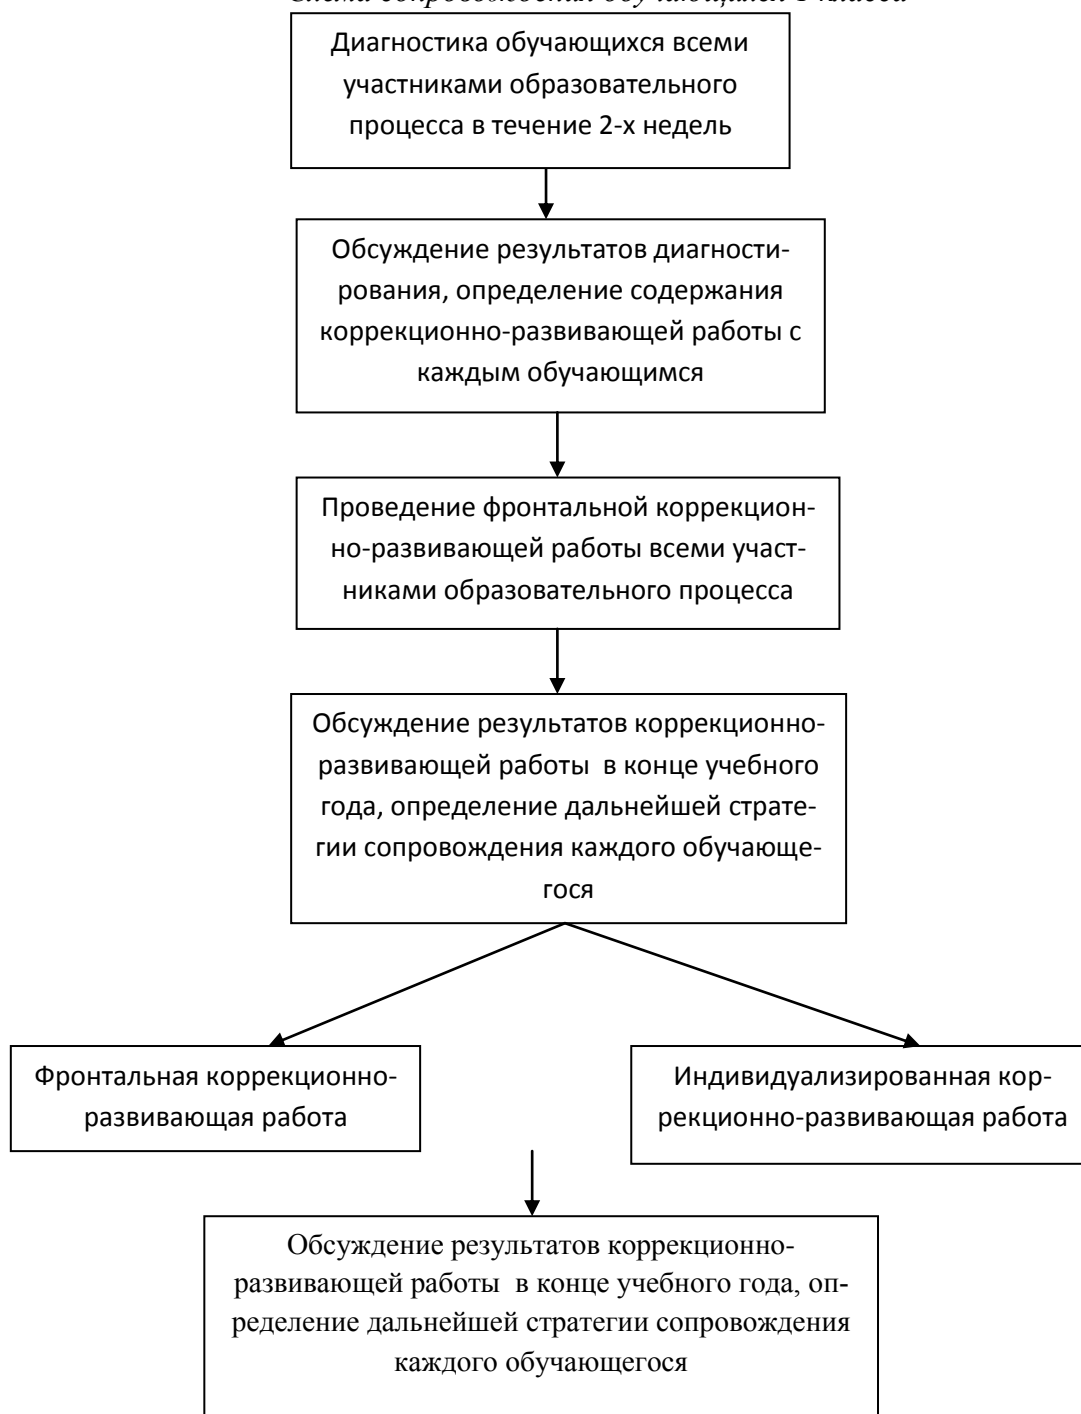 Диагностика обучающихся всеми
участниками образовательного
процесса в течение 2-х недель
Обсуждение результатов диагности-
рования, определение содержания
коррекционно-развивающей работы с
каждым обучающимся
Проведение фронтальной коррекцион-
но-развивающей работы всеми участ-
никами образовательного процесса
Обсуждение результатов коррекционно-
развивающей работы  в конце учебного
года, определение дальнейшей страте-
гии сопровождения каждого обучающе-
гося
Фронтальная коррекционно-
развивающая работа
Индивидуализированная кор-
рекционно-развивающая работа
Обсуждение результатов коррекционно-
развивающей работы  в конце учебного года, оп-
ределение дальнейшей стратегии сопровождения
каждого обучающегося